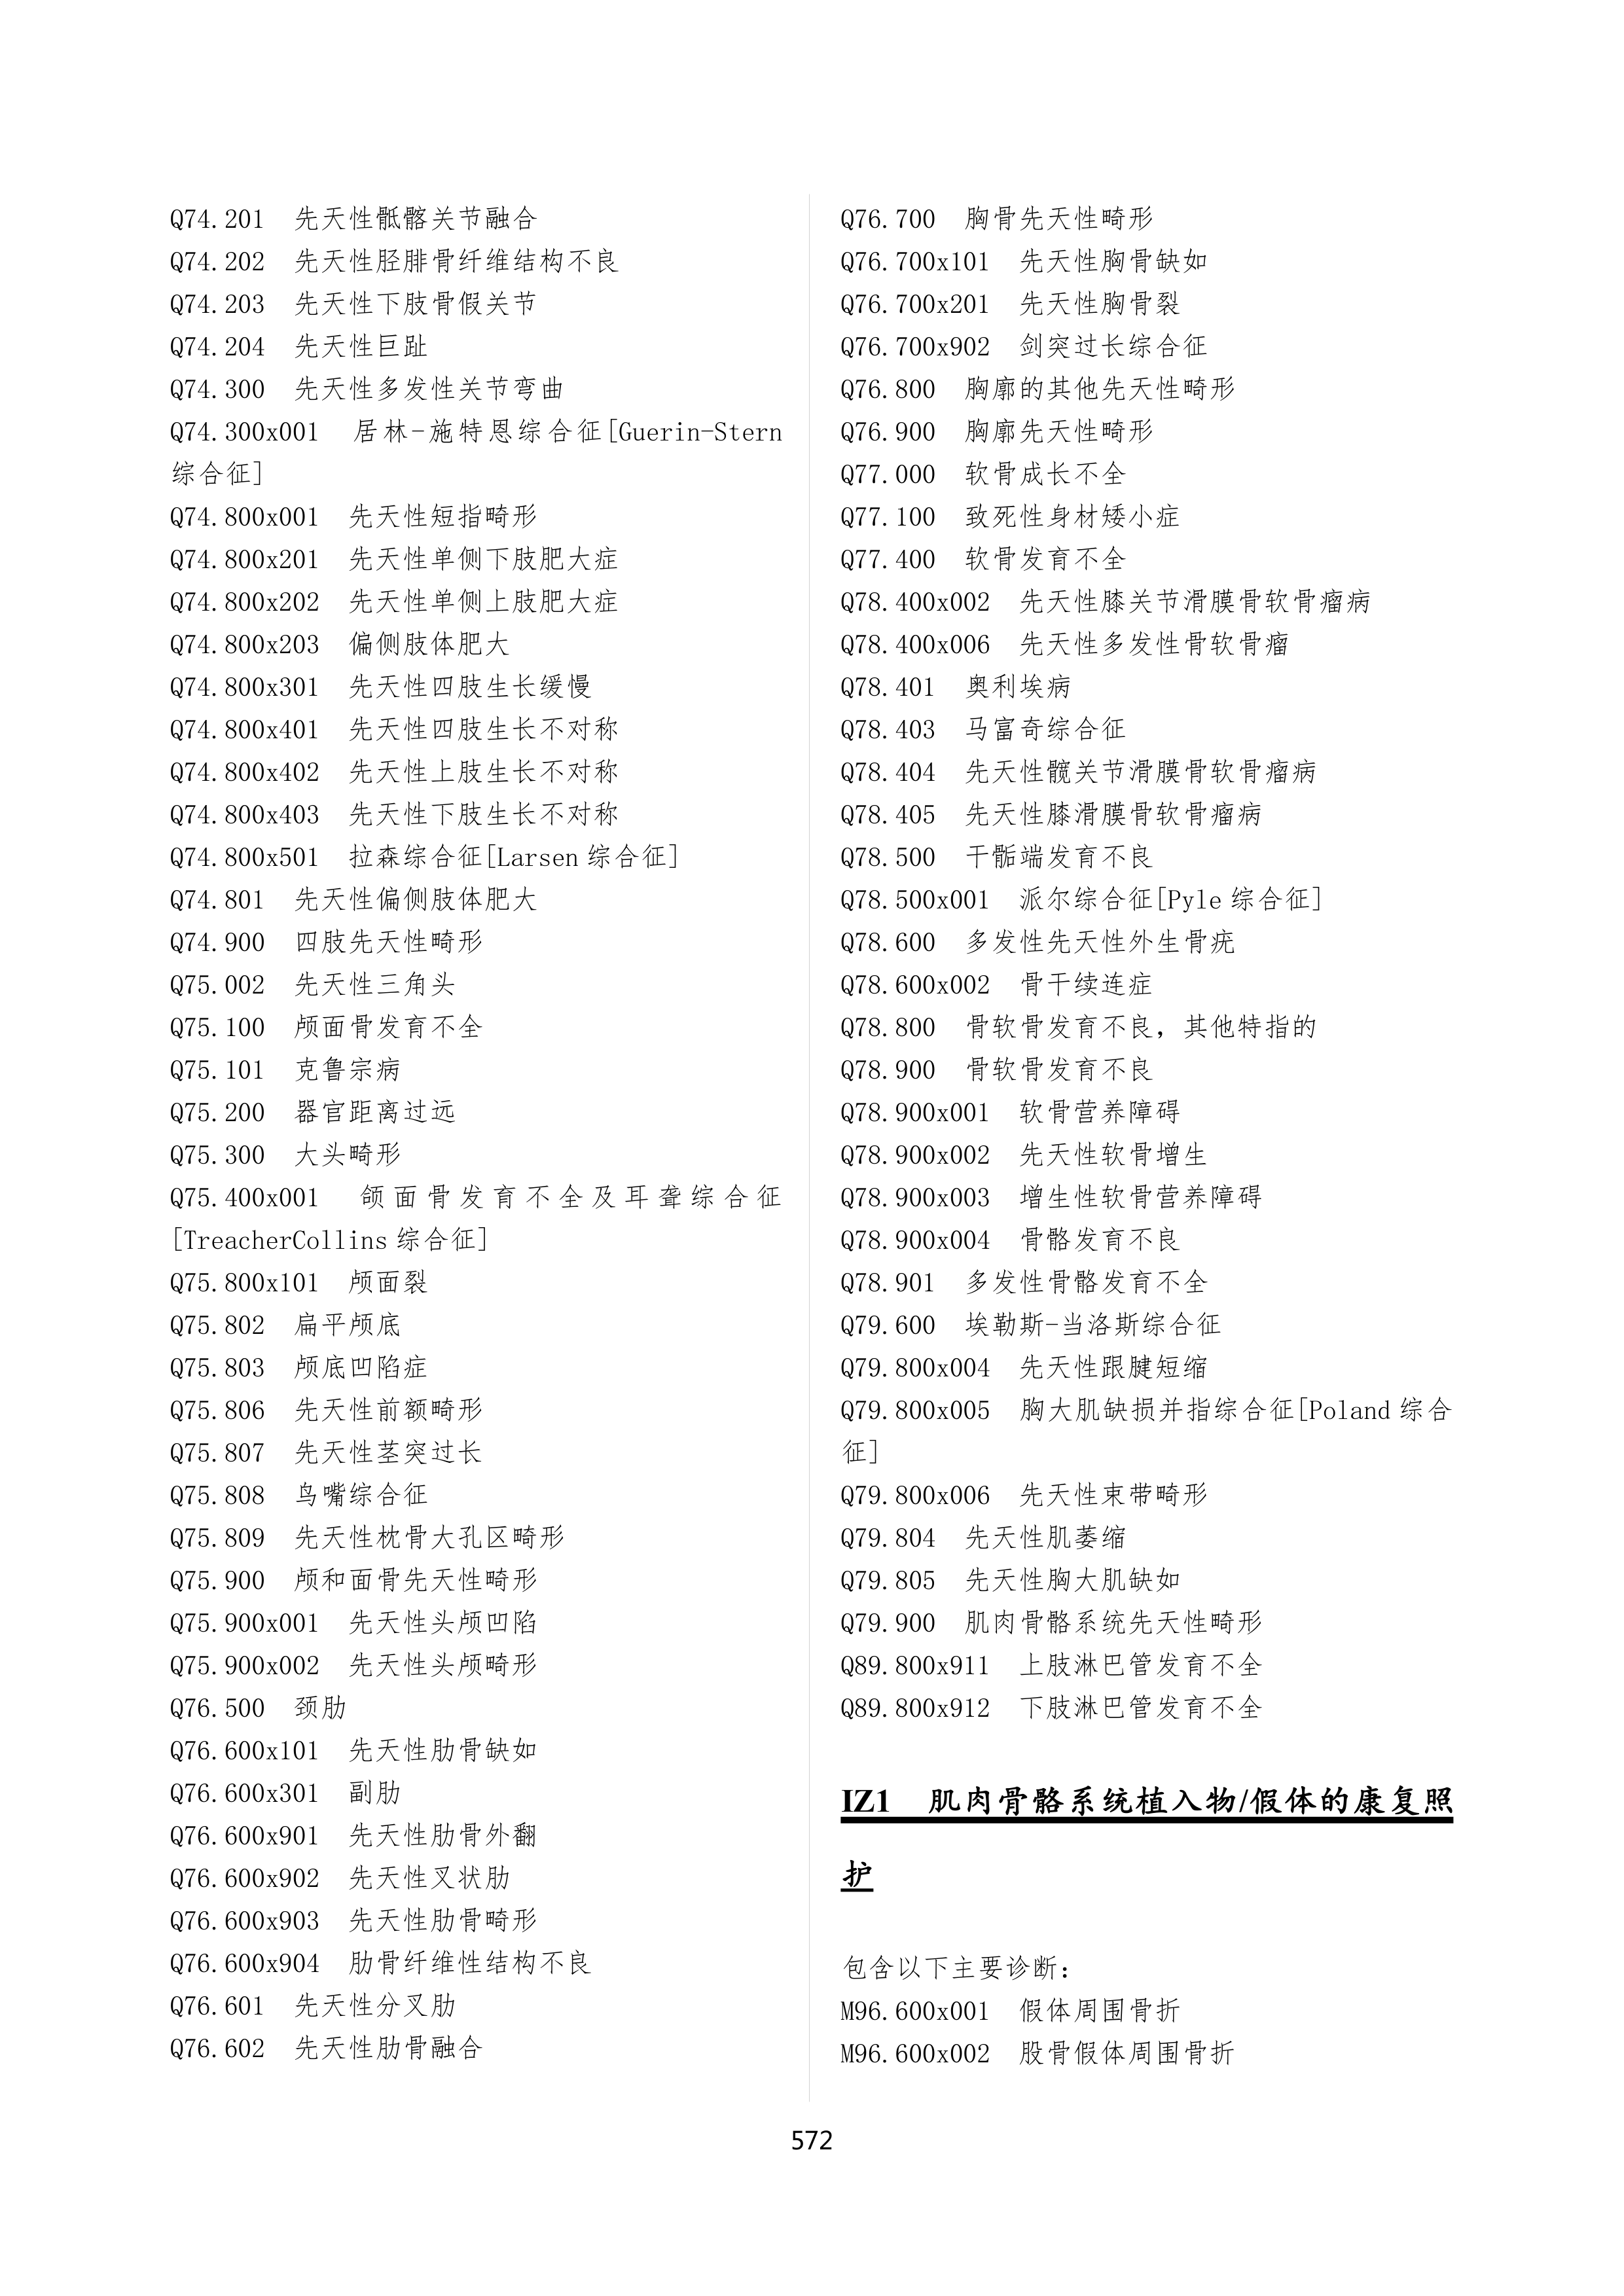 Q74.201 先天性骶髂关节融合
Q74.202 先天性胫腓骨纤维结构不良
Q74.203 先天性下肢骨假关节
Q74.204 先天性巨趾
Q74.300 先天性多发性关节弯曲
Q74.300x001 居林-施特恩综合征[Guerin-Stern
综合征]
Q74.800x001 先天性短指畸形
Q74.800x201 先天性单侧下肢肥大症
Q74.800x202 先天性单侧上肢肥大症
Q74.800x203 偏侧肢体肥大
Q74.800x301 先天性四肢生长缓慢
Q74.800x401 先天性四肢生长不对称
Q74.800x402 先天性上肢生长不对称
Q74.800x403 先天性下肢生长不对称
Q74.800x501 拉森综合征[Larsen 综合征]
Q74.801 先天性偏侧肢体肥大
Q74.900 四肢先天性畸形
Q75.002 先天性三角头
Q75.100 颅面骨发育不全
Q75.101 克鲁宗病
Q75.200 器官距离过远
Q75.300 大头畸形
Q75.400x001 颌面骨发育不全及耳聋综合征
[TreacherCollins 综合征]
Q75.800x101 颅面裂
Q75.802 扁平颅底
Q75.803 颅底凹陷症
Q75.806 先天性前额畸形
Q75.807 先天性茎突过长
Q75.808 鸟嘴综合征
Q75.809 先天性枕骨大孔区畸形
Q75.900 颅和面骨先天性畸形
Q75.900x001 先天性头颅凹陷
Q75.900x002 先天性头颅畸形
Q76.500 颈肋
Q76.600x101 先天性肋骨缺如
Q76.600x301 副肋
Q76.600x901 先天性肋骨外翻
Q76.600x902 先天性叉状肋
Q76.600x903 先天性肋骨畸形
Q76.600x904 肋骨纤维性结构不良
Q76.601 先天性分叉肋
Q76.602 先天性肋骨融合
Q76.700 胸骨先天性畸形
Q76.700x101 先天性胸骨缺如
Q76.700x201 先天性胸骨裂
Q76.700x902 剑突过长综合征
Q76.800 胸廓的其他先天性畸形
Q76.900 胸廓先天性畸形
Q77.000 软骨成长不全
Q77.100 致死性身材矮小症
Q77.400 软骨发育不全
Q78.400x002 先天性膝关节滑膜骨软骨瘤病
Q78.400x006 先天性多发性骨软骨瘤
Q78.401 奥利埃病
Q78.403 马富奇综合征
Q78.404 先天性髋关节滑膜骨软骨瘤病
Q78.405 先天性膝滑膜骨软骨瘤病
Q78.500 干骺端发育不良
Q78.500x001 派尔综合征[Pyle 综合征]
Q78.600 多发性先天性外生骨疣
Q78.600x002 骨干续连症
Q78.800 骨软骨发育不良，其他特指的
Q78.900 骨软骨发育不良
Q78.900x001 软骨营养障碍
Q78.900x002 先天性软骨增生
Q78.900x003 增生性软骨营养障碍
Q78.900x004 骨骼发育不良
Q78.901 多发性骨骼发育不全
Q79.600 埃勒斯-当洛斯综合征
Q79.800x004 先天性跟腱短缩
Q79.800x005 胸大肌缺损并指综合征[Poland 综合
征]
Q79.800x006 先天性束带畸形
Q79.804 先天性肌萎缩
Q79.805 先天性胸大肌缺如
Q79.900 肌肉骨骼系统先天性畸形
Q89.800x911 上肢淋巴管发育不全
Q89.800x912 下肢淋巴管发育不全
IZ1 肌肉骨骼系统植入物/假体的康复照
护
包含以下主要诊断：
M96.600x001 假体周围骨折
M96.600x002 股骨假体周围骨折
572